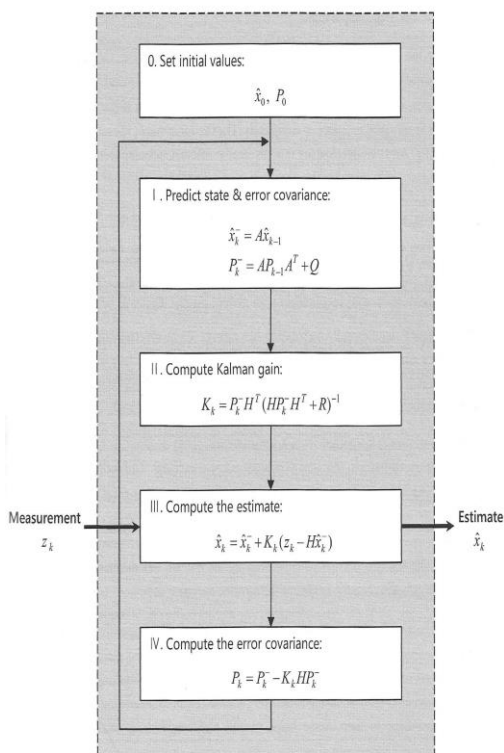 0. Set initial values:
x̂₀, P₀
Ⅰ. Predict state & error covariance:
x̂ₖ⁻ = Ax̂ₖ₋₁
Pₖ⁻ = APₖ₋₁Aᵀ + Q
Ⅱ. Compute Kalman gain:
Kₖ = Pₖ⁻Hᵀ(HPₖ⁻Hᵀ + R)⁻¹
Measurement
zₖ
Ⅲ. Compute the estimate:
x̂ₖ = x̂ₖ⁻ + Kₖ(zₖ − Hx̂ₖ⁻)
Estimate
x̂ₖ
Ⅳ. Compute the error covariance:
Pₖ = Pₖ⁻ − KₖHPₖ⁻